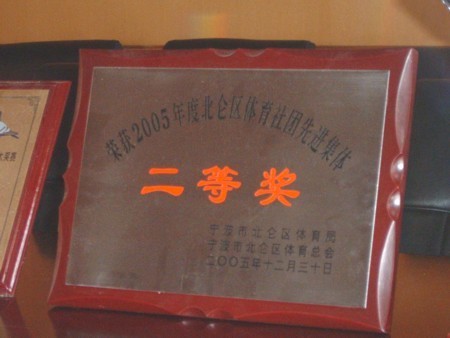 荣获2005年度北仑区体育社团先进集体
二等奖
宁波市北仑区体育局
宁波市北仑区体育总会
二〇〇五年十二月三十日